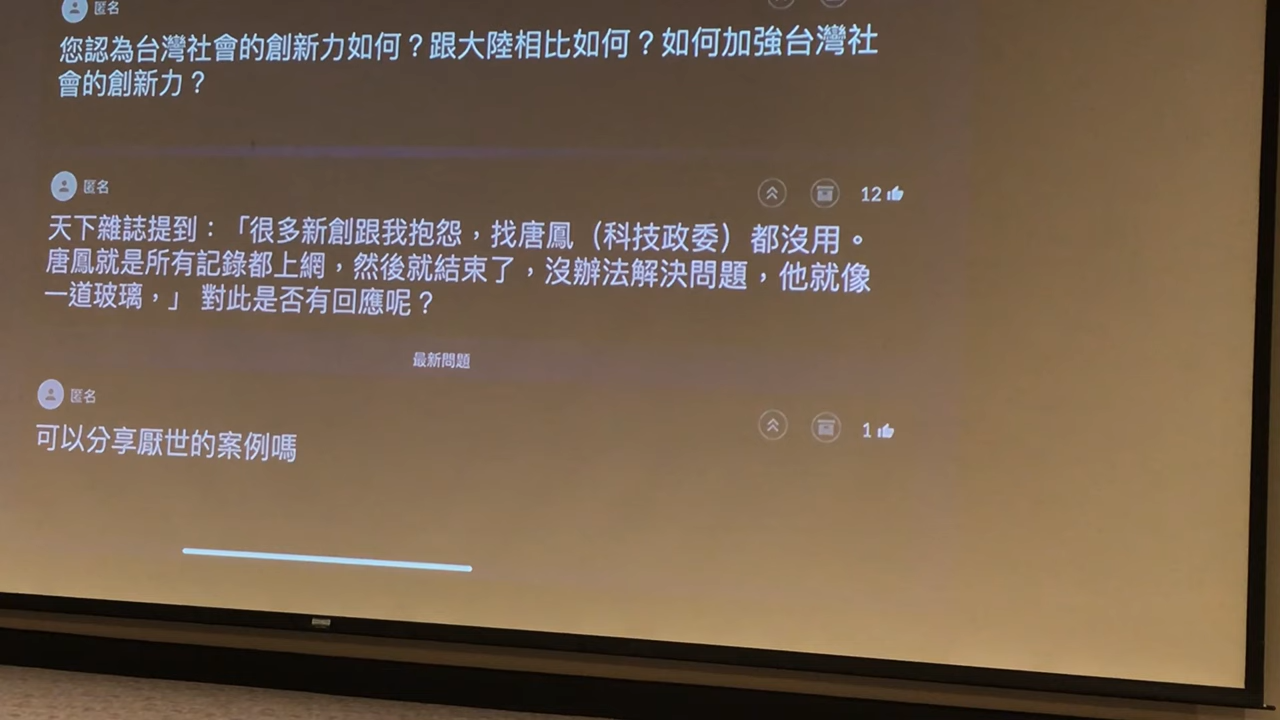 匿名
您認為台灣社會的創新力如何？跟大陸相比如何？如何加強台灣社
會的創新力？
匿名
12
天下雜誌提到：「很多新創跟我抱怨，找唐鳳（科技政委）都沒用。
唐鳳就是所有記錄都上網，然後就結束了，沒辦法解決問題，他就像
一道玻璃，」 對此是否有回應呢？
最新問題
匿名
1
可以分享厭世的案例嗎